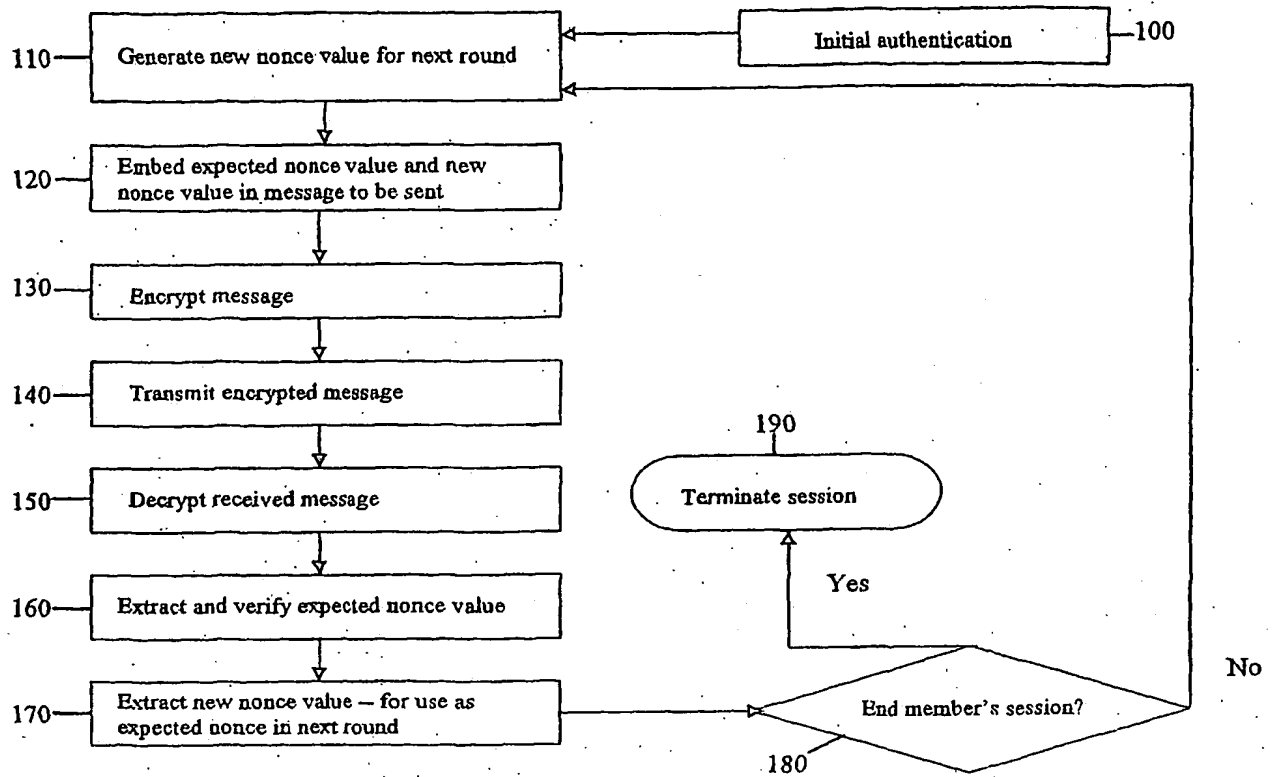 Initial authentication
100
110
Generate new nonce value for next round
120
Embed expected nonce value and new
nonce value in message to be sent
130
Encrypt message
140
Transmit encrypted message
190
150
Decrypt received message
Terminate session
160
Extract and verify expected nonce value
Yes
No
170
Extract new nonce value – for use as
expected nonce in next round
End member's session?
180